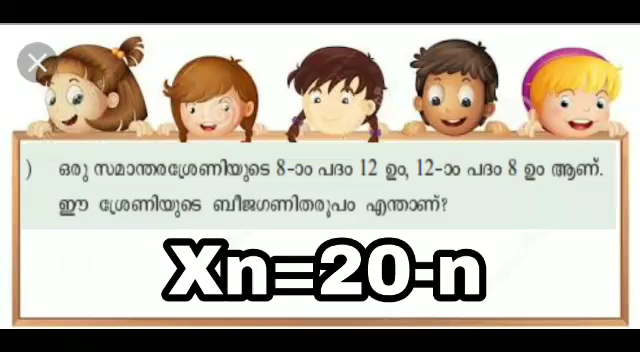 ) ഒരു സമാന്തരശ്രേണിയുടെ 8-ാം പദം 12 ഉം, 12-ാം പദം 8 ഉം ആണ്.
ഈ ശ്രേണിയുടെ ബീജഗണിതരൂപം എന്താണ്?
Xn=20-n